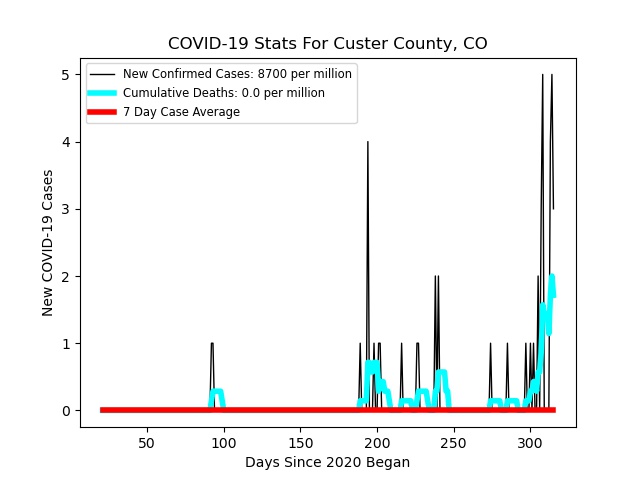 COVID-19 Stats For Custer County, CO
New Confirmed Cases: 8700 per million
Cumulative Deaths: 0.0 per million
7 Day Case Average
New COVID-19 Cases
5
4
3
2
1
0
50 100 150 200 250 300
Days Since 2020 Began